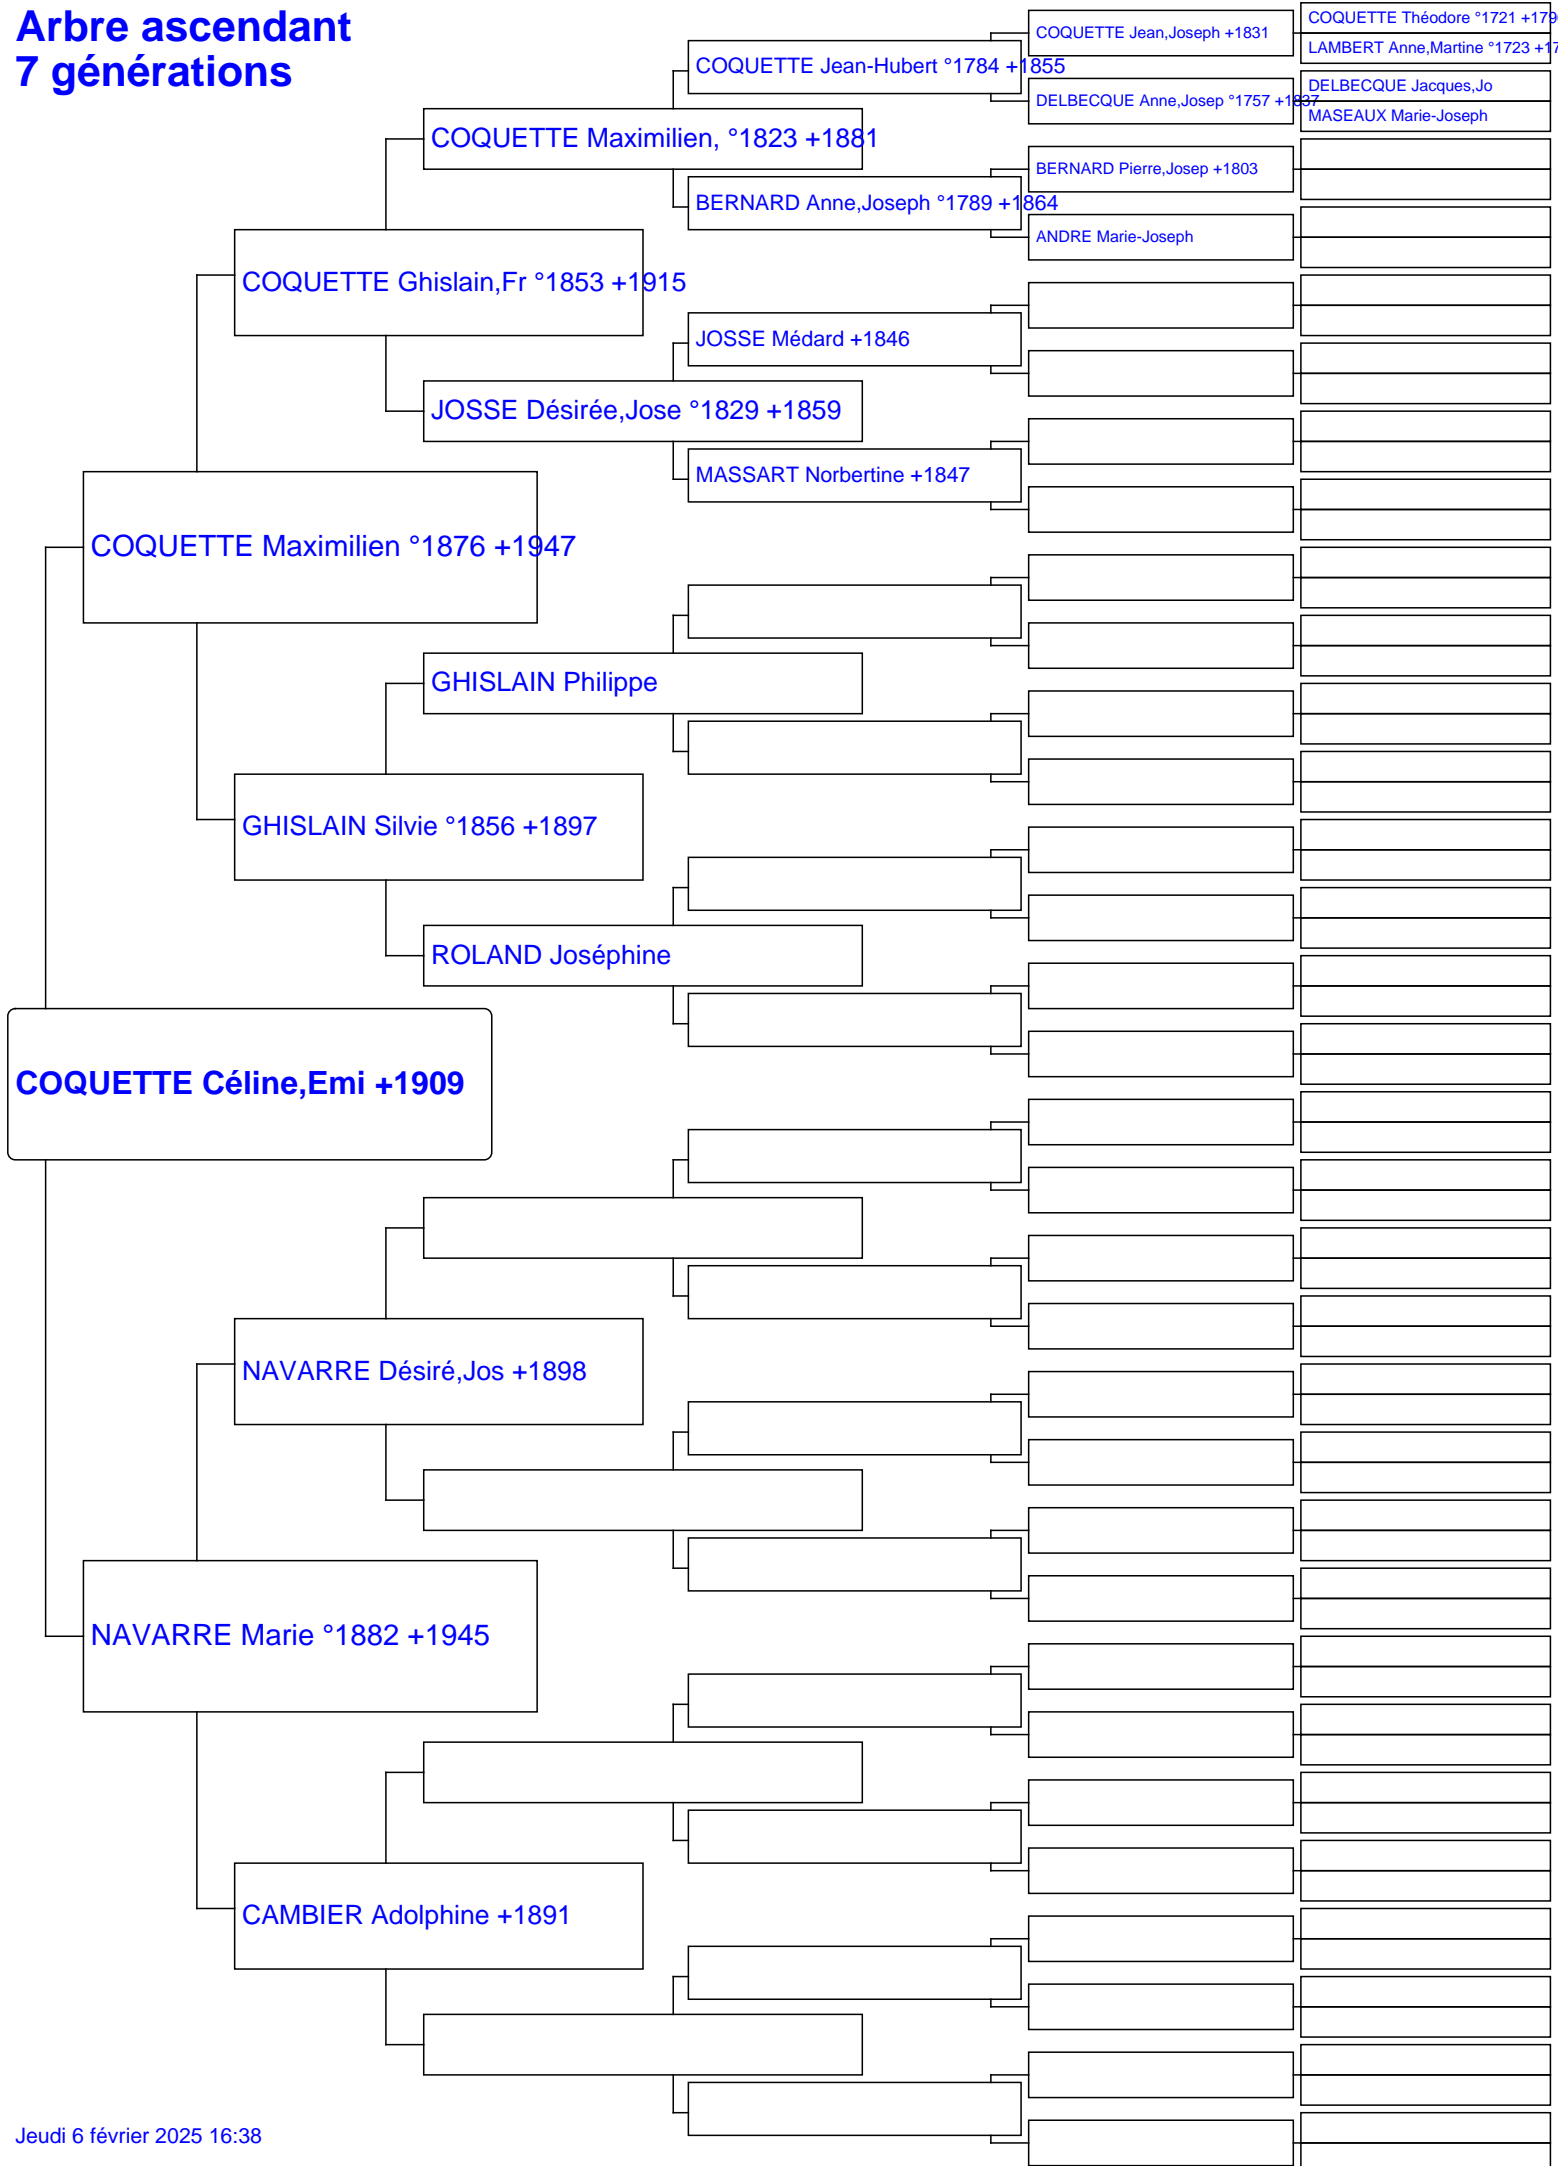 Arbre ascendant
7 générations
COQUETTE Théodore °1721
LAMBERT Anne,Martine °1723
COQUETTE Jean,Joseph +1831
COQUETTE Jean-Hubert °1784 +1855
DELBECQUE Jacques,Jo
DELBECQUE Anne,Josep °1757 +1837
MASEAUX Marie-Joseph
COQUETTE Maximilien, °1823 +1881
BERNARD Pierre,Josep +1803
BERNARD Anne,Joseph °1789 +1864
ANDRE Marie-Joseph
COQUETTE Ghislain,Fr °1853 +1915
JOSSE Médard +1846
JOSSE Désirée,Jose °1829 +1859
MASSART Norbertine +1847
COQUETTE Maximilien °1876 +1947
GHISLAIN Philippe
GHISLAIN Silvie °1856 +1897
ROLAND Joséphine
COQUETTE Céline,Emi +1909
NAVARRE Désiré,Jos +1898
NAVARRE Marie °1882 +1945
CAMBIER Adolphine +1891
Jeudi 6 février 2025 16:38